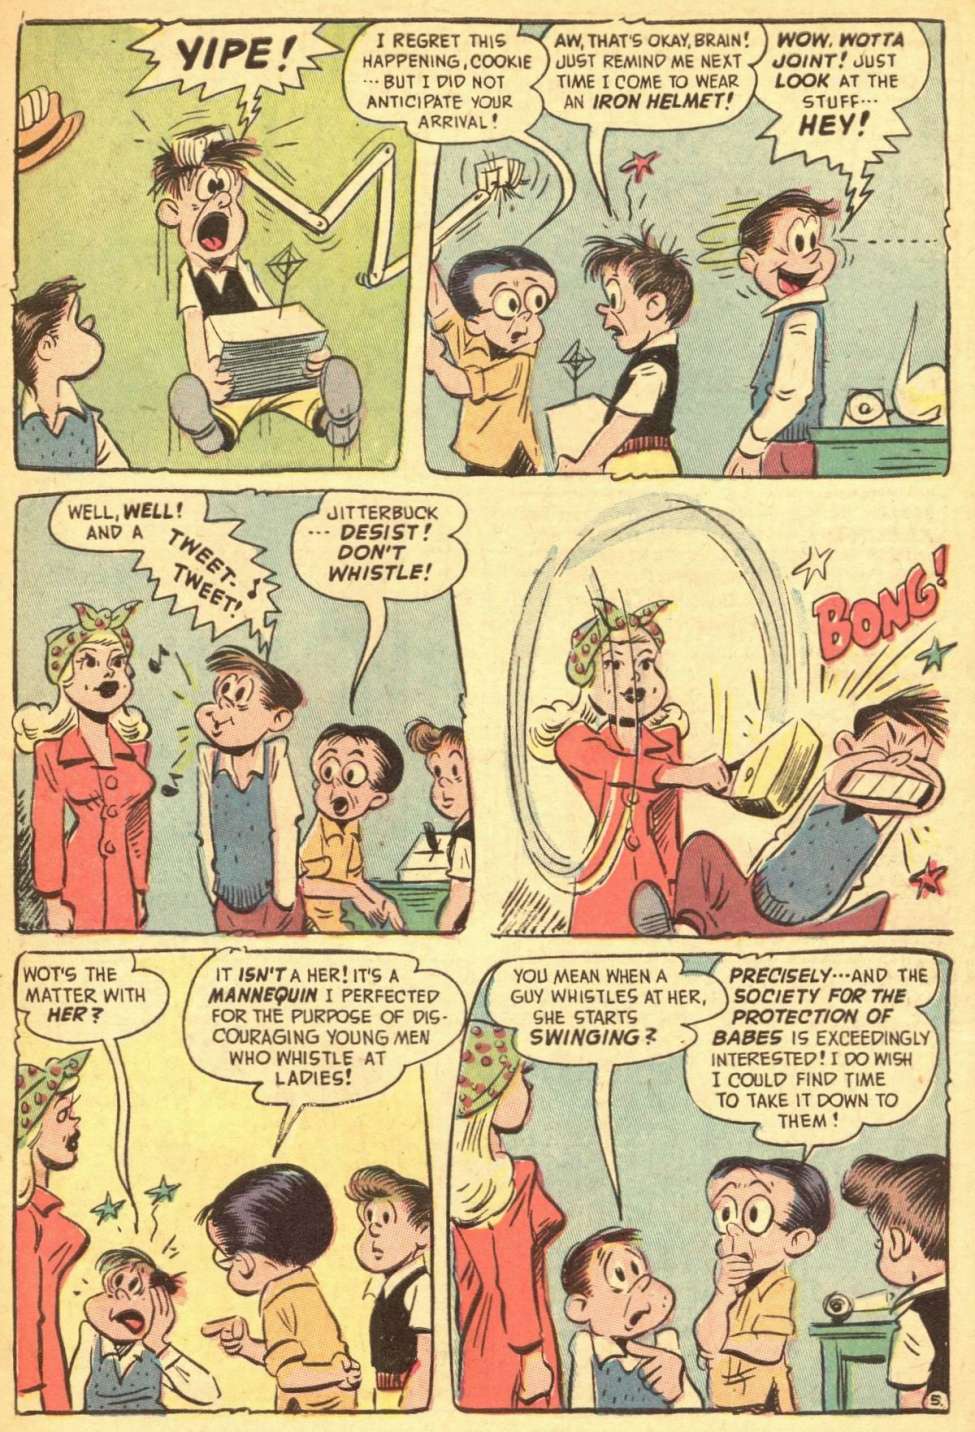 YIPE!
I REGRET THIS
HAPPENING, COOKIE
...BUT I DID NOT
ANTICIPATE YOUR
ARRIVAL!
AW, THAT'S OKAY, BRAIN!
JUST REMIND ME NEXT
TIME I COME TO WEAR
AN IRON HELMET!
WOW, WOTTA
JOINT! JUST
LOOK AT THE
STUFF...
HEY!
WELL, WELL!
AND A
TWEET-
TWEET!
JITTERBUCK
... DESIST!
DON'T
WHISTLE!
BONG!
WOT'S THE
MATTER WITH
HER?
IT ISN'T A HER! IT'S A
MANNEQUIN I PERFECTED
FOR THE PURPOSE OF DIS-
COURAGING YOUNG MEN
WHO WHISTLE AT
LADIES!
YOU MEAN WHEN A
GUY WHISTLES AT HER,
SHE STARTS
SWINGING?
PRECISELY...AND THE
SOCIETY FOR THE
PROTECTION OF
BABES IS EXCEEDINGLY
INTERESTED! I DO WISH
I COULD FIND TIME
TO TAKE IT DOWN TO
THEM!
5.